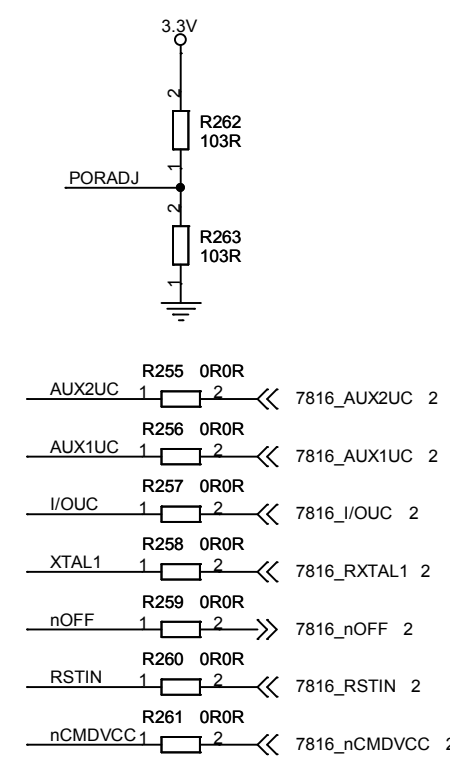 3.3V
2
R262
103R
1
PORADJ
2
R263
103R
1
R255 0R0R
AUX2UC 1 2 7816_AUX2UC 2
R256 0R0R
AUX1UC 1 2 7816_AUX1UC 2
R257 0R0R
I/OUC 1 2 7816_I/OUC 2
R258 0R0R
XTAL1 1 2 7816_RXTAL1 2
R259 0R0R
nOFF 1 2 7816_nOFF 2
R260 0R0R
RSTIN 1 2 7816_RSTIN 2
R261 0R0R
nCMDVCC 1 2 7816_nCMDVCC 2